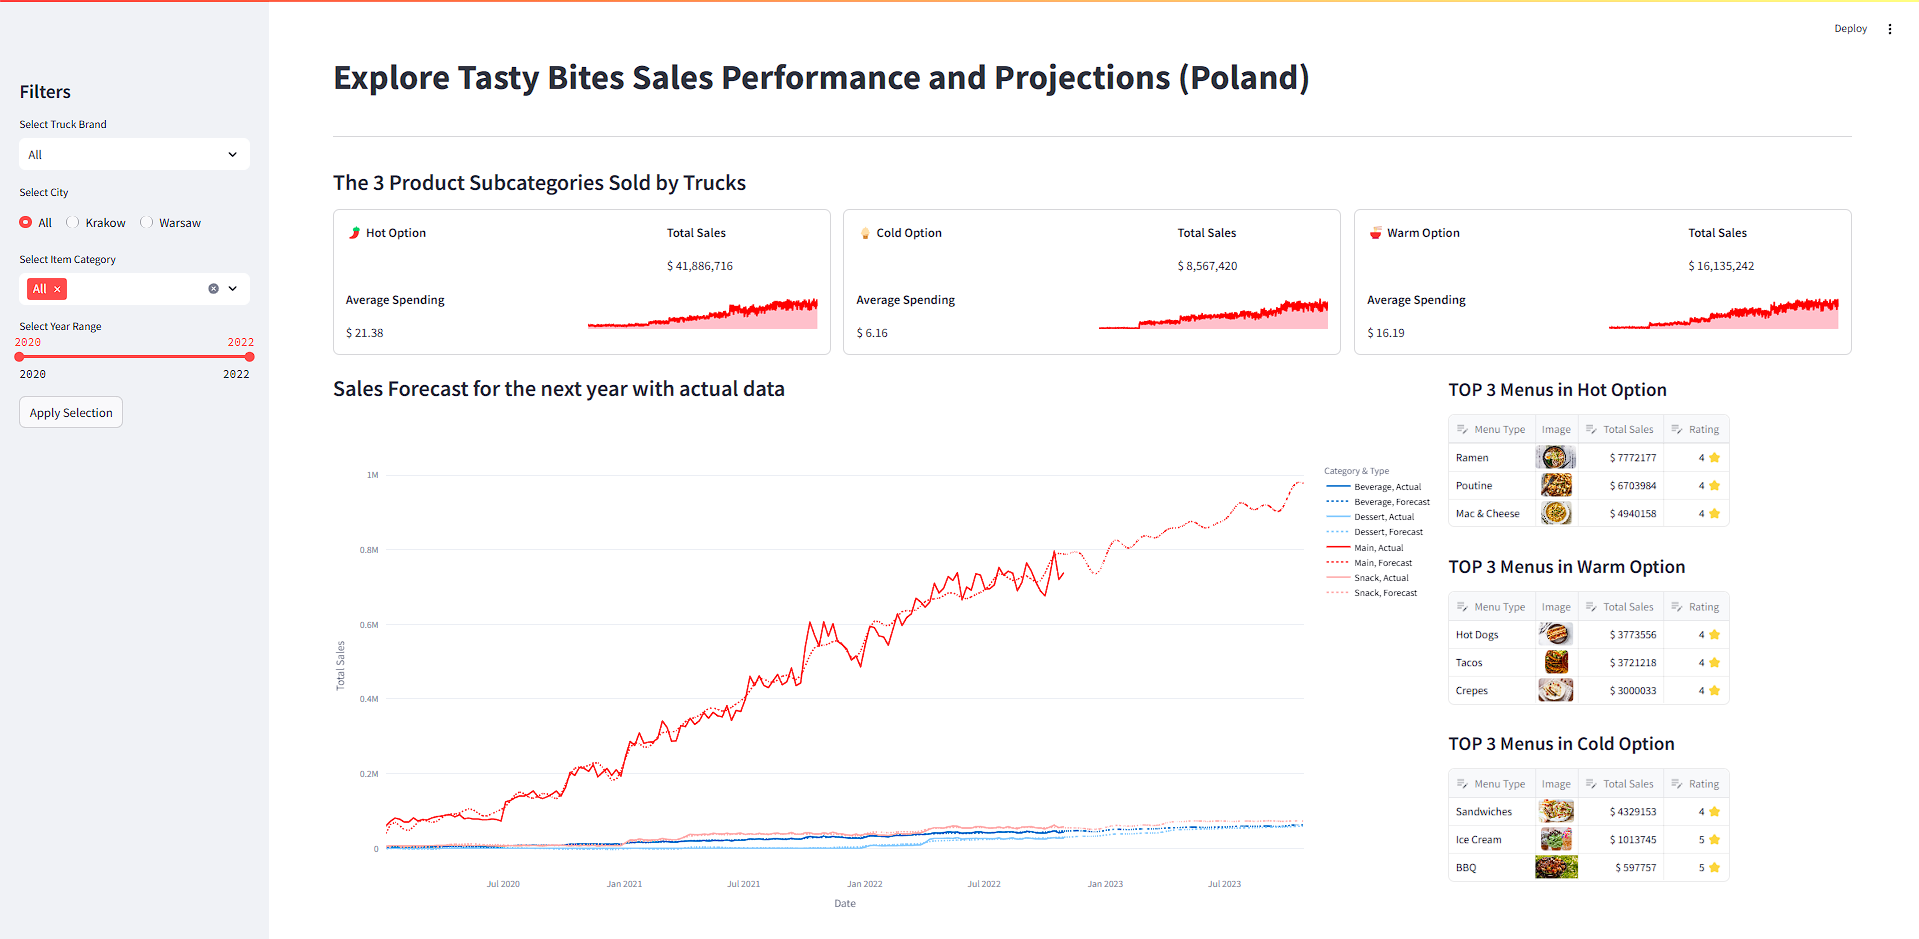 Deploy
Explore Tasty Bites Sales Performance and Projections (Poland)
Filters
Select Truck Brand
All
Select City
All Krakow Warsaw
Select Item Category
All ×
Select Year Range
2020 2022
2020 2022
Apply Selection
The 3 Product Subcategories Sold by Trucks
Hot Option Total Sales
$ 41,886,716
Average Spending
$ 21.38
Cold Option Total Sales
$ 8,567,420
Average Spending
$ 6.16
Warm Option Total Sales
$ 16,135,242
Average Spending
$ 16.19
Sales Forecast for the next year with actual data
Total Sales
1M
0.8M
0.6M
0.4M
0.2M
0
Jul 2020 Jan 2021 Jul 2021 Jan 2022 Jul 2022 Jan 2023 Jul 2023
Date
Category & Type
Beverage, Actual
Beverage, Forecast
Dessert, Actual
Dessert, Forecast
Main, Actual
Main, Forecast
Snack, Actual
Snack, Forecast
TOP 3 Menus in Hot Option
Menu Type Image Total Sales Rating
Ramen $ 7772177 4
Poutine $ 6703984 4
Mac & Cheese $ 4940158 4
TOP 3 Menus in Warm Option
Menu Type Image Total Sales Rating
Hot Dogs $ 3773556 4
Tacos $ 3721218 4
Crepes $ 3000033 4
TOP 3 Menus in Cold Option
Menu Type Image Total Sales Rating
Sandwiches $ 4329153 4
Ice Cream $ 1013745 5
BBQ $ 597757 5